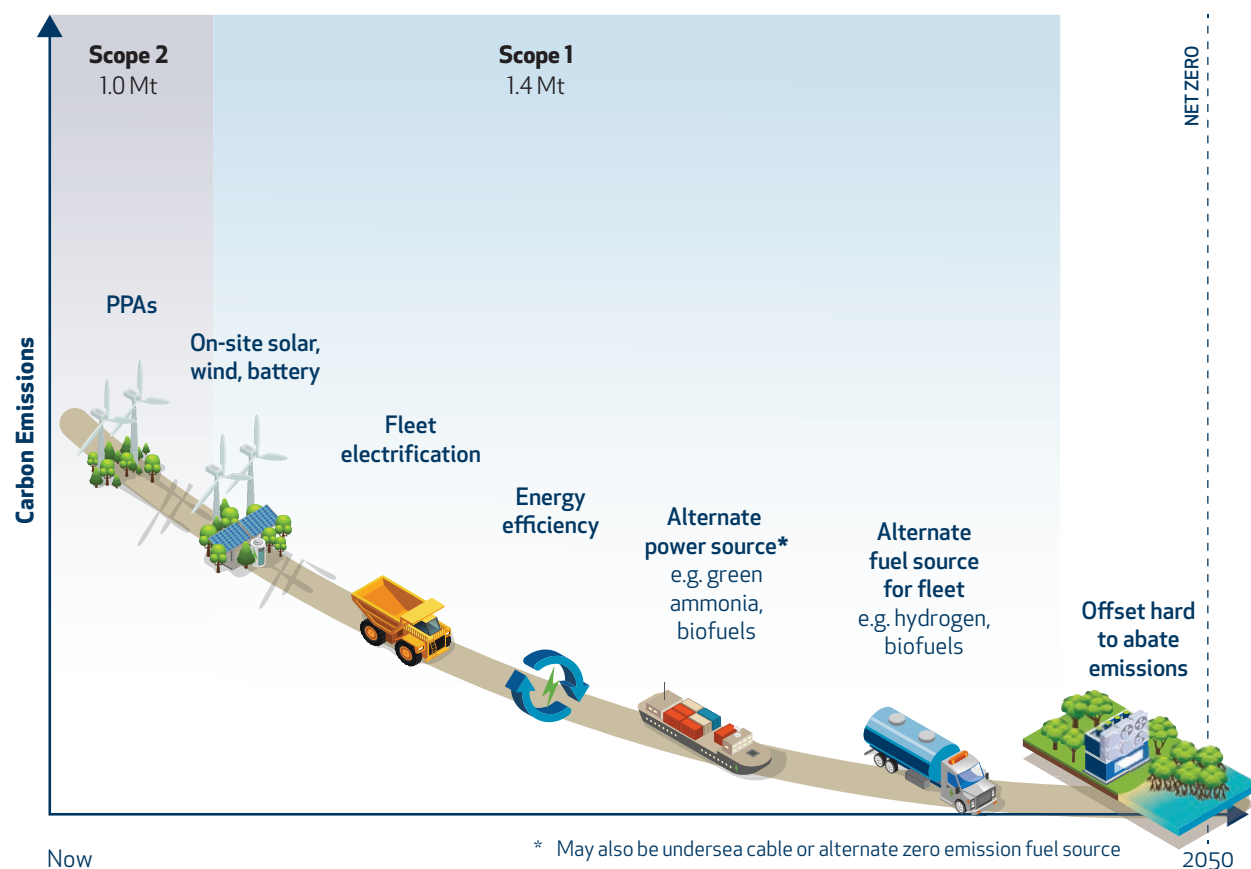 Scope 2
1.0 Mt
Scope 1
1.4 Mt
NET ZERO
Carbon Emissions
PPAs
On-site solar,
wind, battery
Fleet
electrification
Energy
efficiency
Alternate
power source*
e.g. green
ammonia,
biofuels
Alternate
fuel source
for fleet
e.g. hydrogen,
biofuels
Offset hard
to abate
emissions
Now
* May also be undersea cable or alternate zero emission fuel source
2050